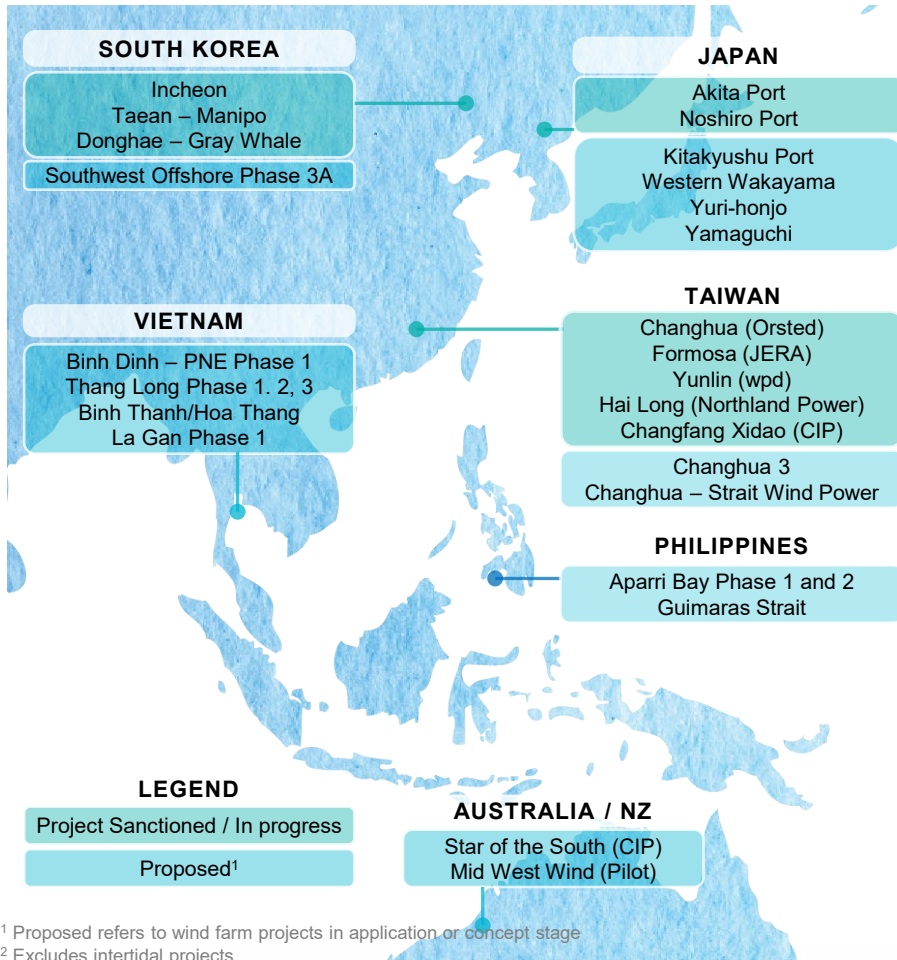 SOUTH KOREA
Incheon
Taean – Manipo
Donghae – Gray Whale
Southwest Offshore Phase 3A
JAPAN
Akita Port
Noshiro Port
Kitakyushu Port
Western Wakayama
Yuri-honjo
Yamaguchi
VIETNAM
Binh Dinh – PNE Phase 1
Thang Long Phase 1. 2, 3
Binh Thanh/Hoa Thang
La Gan Phase 1
TAIWAN
Changhua (Orsted)
Formosa (JERA)
Yunlin (wpd)
Hai Long (Northland Power)
Changfang Xidao (CIP)
Changhua 3
Changhua – Strait Wind Power
PHILIPPINES
Aparri Bay Phase 1 and 2
Guimaras Strait
LEGEND
Project Sanctioned / In progress
Proposed¹
AUSTRALIA / NZ
Star of the South (CIP)
Mid West Wind (Pilot)
¹ Proposed refers to wind farm projects in application or concept stage
² Excludes intertidal projects